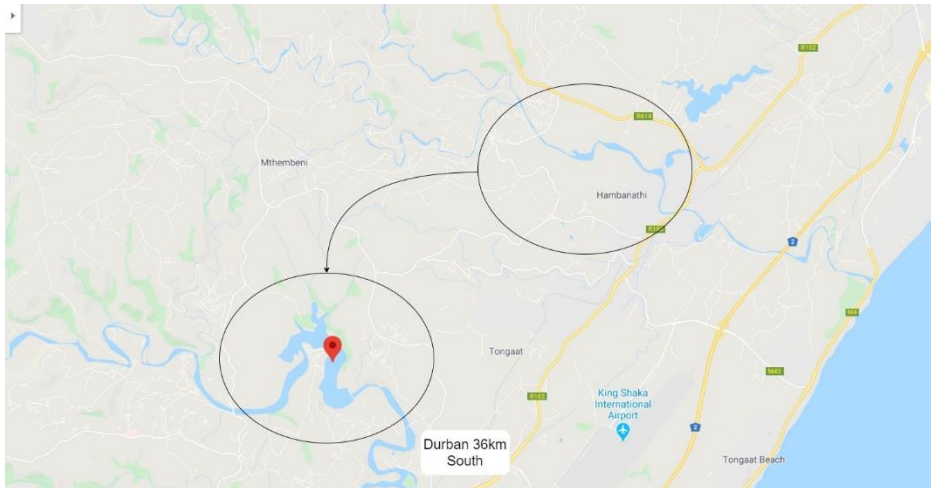 R102
R614
Mthembeni
Hambanathi
R102
2
M4
Tongaat
M43
R102
King Shaka
International
Airport
2
Durban 36km
South
Tongaat Beach